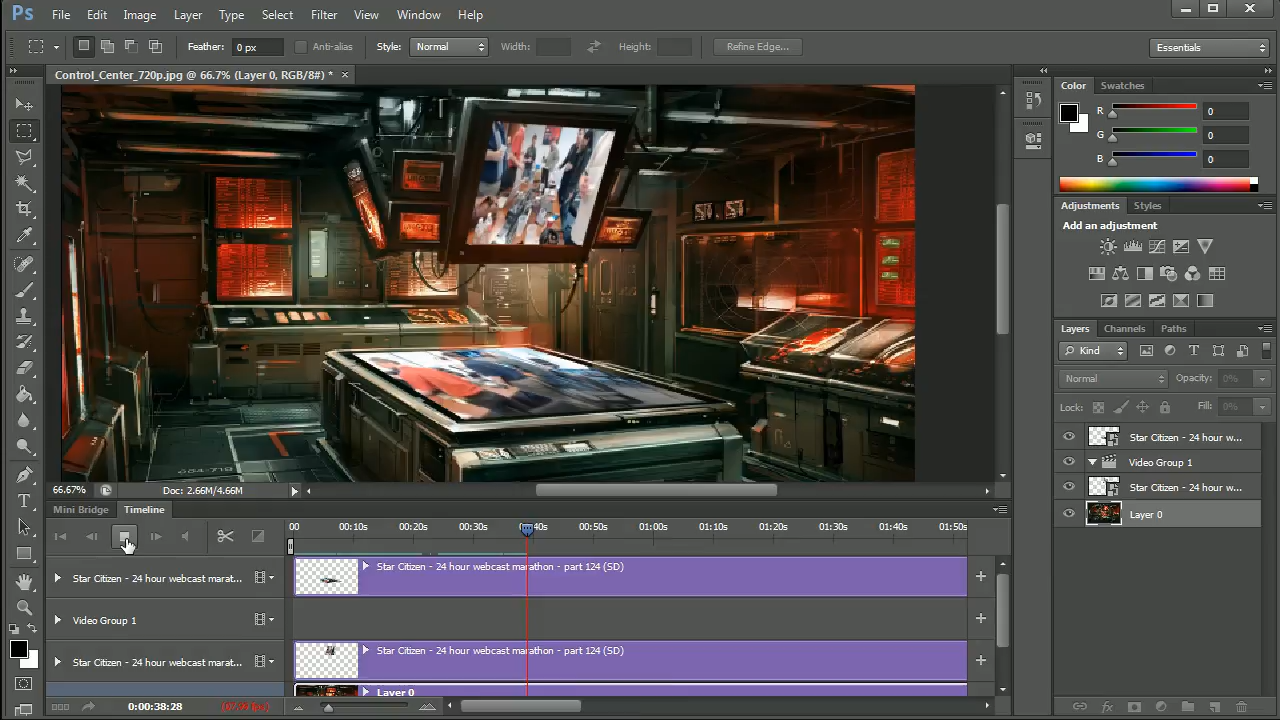 Ps File Edit Image Layer Type Select Filter View Window Help
Feather: 0 px Anti-alias Style: Normal Width: Height: Refine Edge... Essentials
Control_Center_720p.jpg @ 66.7% (Layer 0, RGB/8#) * ×
Color Swatches
R 0
G 0
B 0
Adjustments Styles
Add an adjustment
Layers Channels Paths
Kind
Normal Opacity: 0%
Lock: Fill: 0%
Star Citizen - 24 hour w...
Video Group 1
Star Citizen - 24 hour w...
Layer 0
66.67% Doc: 2.66M/4.66M
Mini Bridge Timeline
00 00:10s 00:20s 00:30s 00:40s 00:50s 01:00s 01:10s 01:20s 01:30s 01:40s 01:50s
Star Citizen - 24 hour webcast marat...
Star Citizen - 24 hour webcast marathon - part 124 (SD)
Video Group 1
Star Citizen - 24 hour webcast marat...
Star Citizen - 24 hour webcast marathon - part 124 (SD)
Layer 0
0:00:38:28